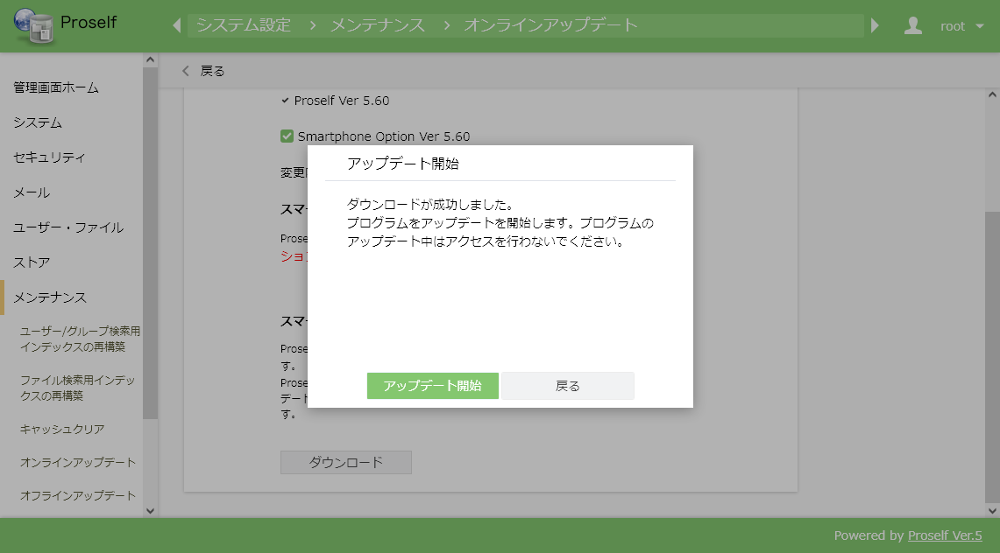 Proself
システム設定 > メンテナンス > オンラインアップデート
root
戻る
管理画面ホーム
システム
セキュリティ
メール
ユーザー・ファイル
ストア
メンテナンス
ユーザー/グループ検索用
インデックスの再構築
ファイル検索用インデッ
クスの再構築
キャッシュクリア
オンラインアップデート
オフラインアップデート
Proself Ver 5.60
Smartphone Option Ver 5.60
変更
スマ
Prose
ション
スマ
Prose
す。
Prose
デート
す。
ダウンロード
アップデート開始
ダウンロードが成功しました。
プログラムをアップデートを開始します。プログラムの
アップデート中はアクセスを行わないでください。
アップデート開始
戻る
Powered by Proself Ver.5